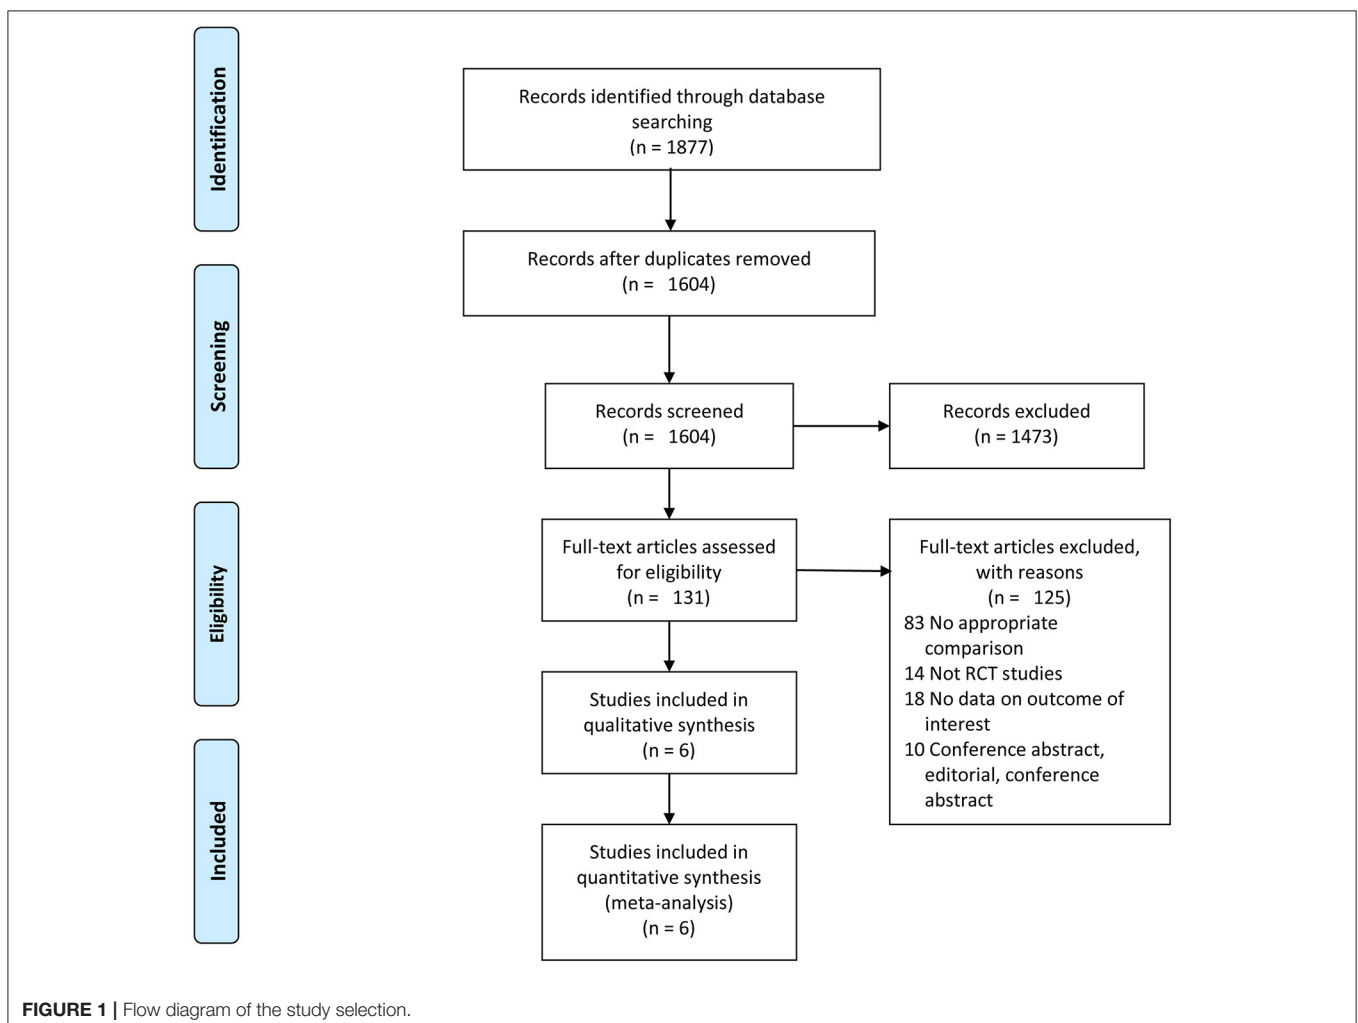 Identification
Records identified through database
searching
(n = 1877)
Records after duplicates removed
(n = 1604)
Screening
Records screened
(n = 1604)
Records excluded
(n = 1473)
Eligibility
Full-text articles assessed
for eligibility
(n = 131)
Full-text articles excluded,
with reasons
(n = 125)
83 No appropriate
comparison
14 Not RCT studies
18 No data on outcome of
interest
10 Conference abstract,
editorial, conference
abstract
Studies included in
qualitative synthesis
(n = 6)
Included
Studies included in
quantitative synthesis
(meta-analysis)
(n = 6)
FIGURE 1 | Flow diagram of the study selection.